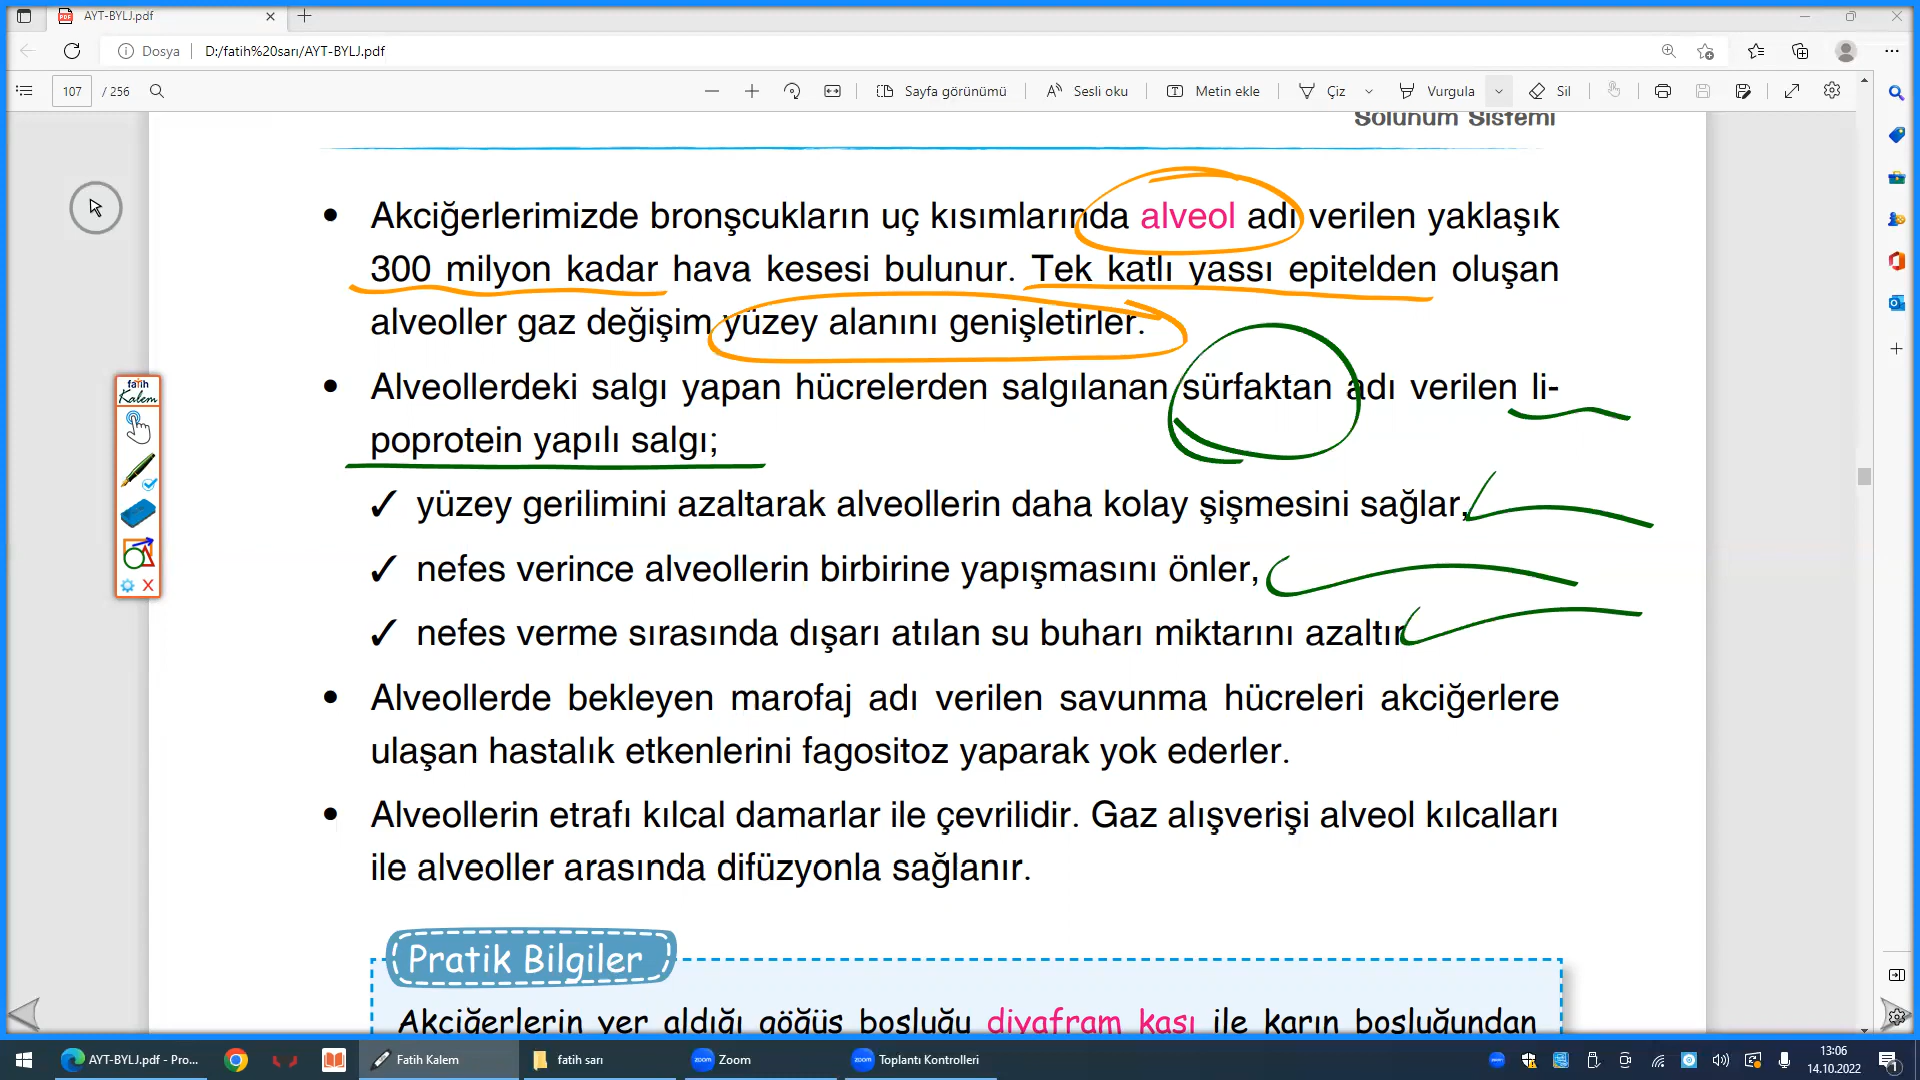 AYT-BYLJ.pdf
Dosya
D:/fatih%20sarı/AYT-BYLJ.pdf
107 / 256
Sayfa görünümü
Sesli oku
Metin ekle
Çiz
Vurgula
Sil
Solunum Sistemi
• Akciğerlerimizde bronşcukların uç kısımlarında alveol adı verilen yaklaşık
300 milyon kadar hava kesesi bulunur. Tek katlı yassı epitelden oluşan
alveoller gaz değişim yüzey alanını genişletirler.
• Alveollerdeki salgı yapan hücrelerden salgılanan sürfaktan adı verilen li-
poprotein yapılı salgı;
✓ yüzey gerilimini azaltarak alveollerin daha kolay şişmesini sağlar,
✓ nefes verince alveollerin birbirine yapışmasını önler,
✓ nefes verme sırasında dışarı atılan su buharı miktarını azaltır
• Alveollerde bekleyen marofaj adı verilen savunma hücreleri akciğerlere
ulaşan hastalık etkenlerini fagositoz yaparak yok ederler.
• Alveollerin etrafı kılcal damarlar ile çevrilidir. Gaz alışverişi alveol kılcalları
ile alveoller arasında difüzyonla sağlanır.
Pratik Bilgiler
Akciğerlerin yer aldığı göğüs boşluğu diyafram kası ile karın boşluğundan
fatih
Kalem
AYT-BYLJ.pdf - Pro...
Fatih Kalem
fatih sarı
zoom
Zoom
zoom
Toplantı Kontrolleri
13:06
14.10.2022
1